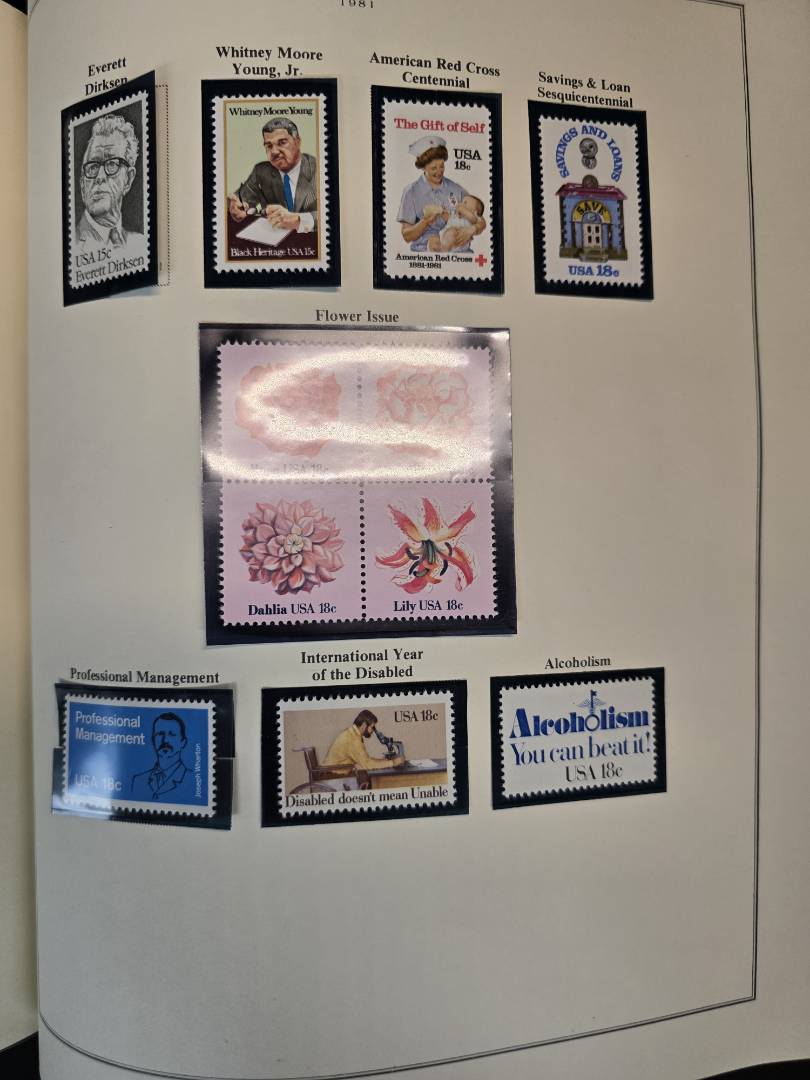 1981
Everett
Dirksen
Whitney Moore
Young, Jr.
American Red Cross
Centennial
Savings & Loan
Sesquicentennial
USA 15c
Everett Dirksen
Whitney Moore Young
Black Heritage USA 15c
The Gift of Self
USA
18c
American Red Cross
1881-1981
SAVINGS AND LOANS
SAVE
USA 18c
Flower Issue
Dahlia USA 18c
Lily USA 18c
Professional Management
International Year
of the Disabled
Alcoholism
Professional
Management
USA 18c
Joseph Wharton
USA 18c
Disabled doesn't mean Unable
Alcoholism
You can beat it!
USA 18c